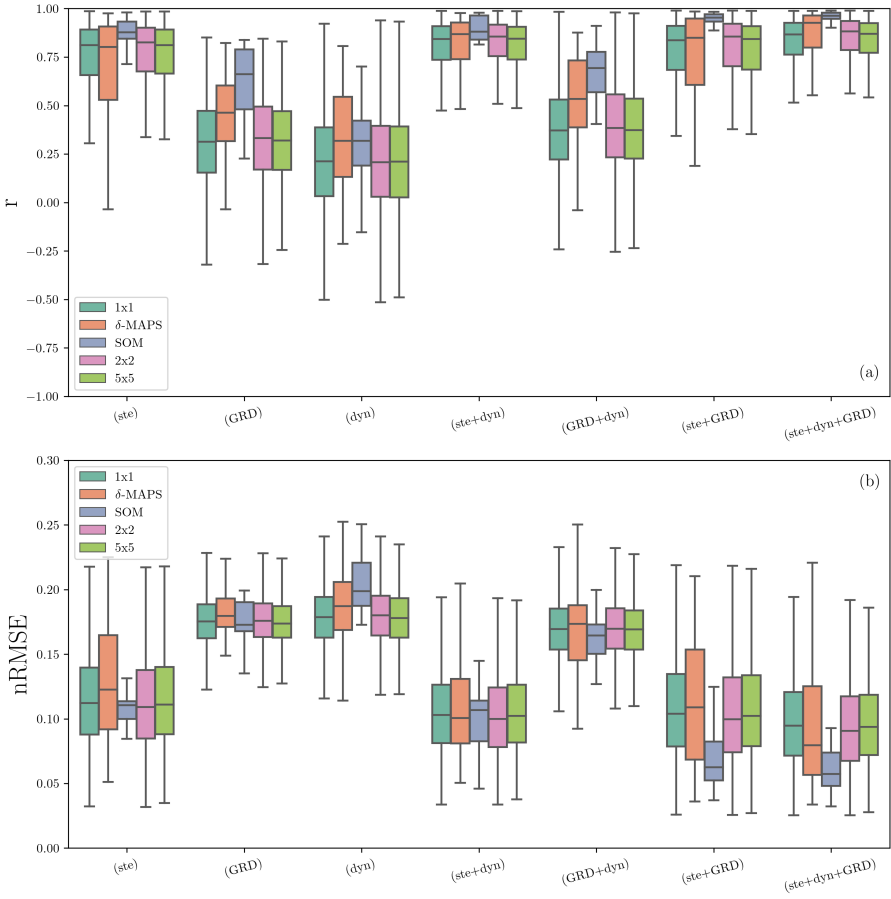 1.00
0.75
0.50
0.25
0.00
−0.25
−0.50
−0.75
−1.00
r
1x1
δ-MAPS
SOM
2x2
5x5
(a)
(ste)
(GRD)
(dyn)
(ste+dyn)
(GRD+dyn)
(ste+GRD)
(ste+dyn+GRD)
0.30
0.25
0.20
0.15
0.10
0.05
0.00
nRMSE
1x1
δ-MAPS
SOM
2x2
5x5
(b)
(ste)
(GRD)
(dyn)
(ste+dyn)
(GRD+dyn)
(ste+GRD)
(ste+dyn+GRD)